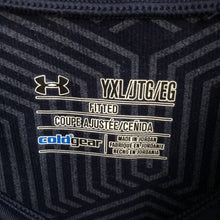 YXL/JTG/EG
FITTED
COUPE AJUSTÉE/CEÑIDA
coldgear
MADE IN JORDAN
FABRIQUÉ EN JORDANIE
HECHO EN JORDANIA